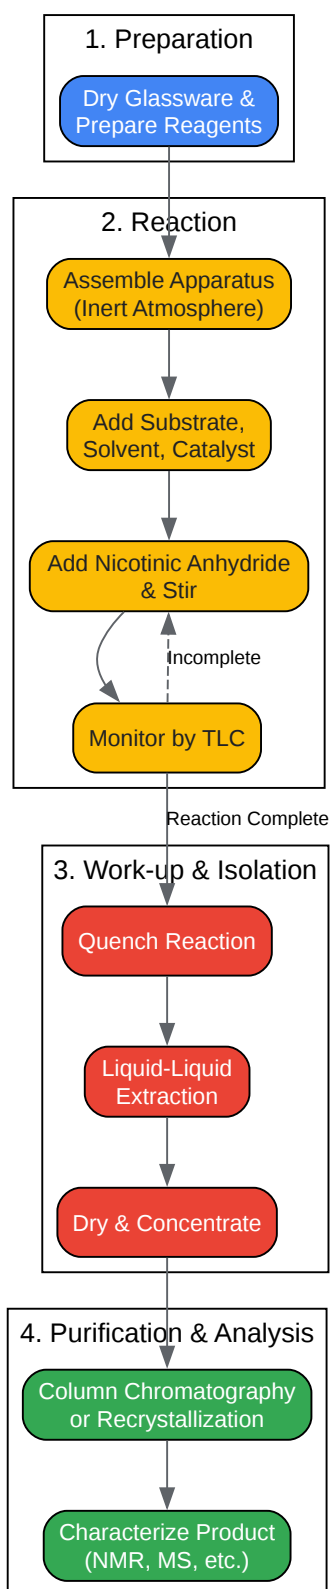 1. Preparation
Dry Glassware &
Prepare Reagents
2. Reaction
Assemble Apparatus
(Inert Atmosphere)
Add Substrate,
Solvent, Catalyst
Add Nicotinic Anhydride
& Stir
Incomplete
Monitor by TLC
Reaction Complete
3. Work-up & Isolation
Quench Reaction
Liquid-Liquid
Extraction
Dry & Concentrate
4. Purification & Analysis
Column Chromatography
or Recrystallization
Characterize Product
(NMR, MS, etc.)